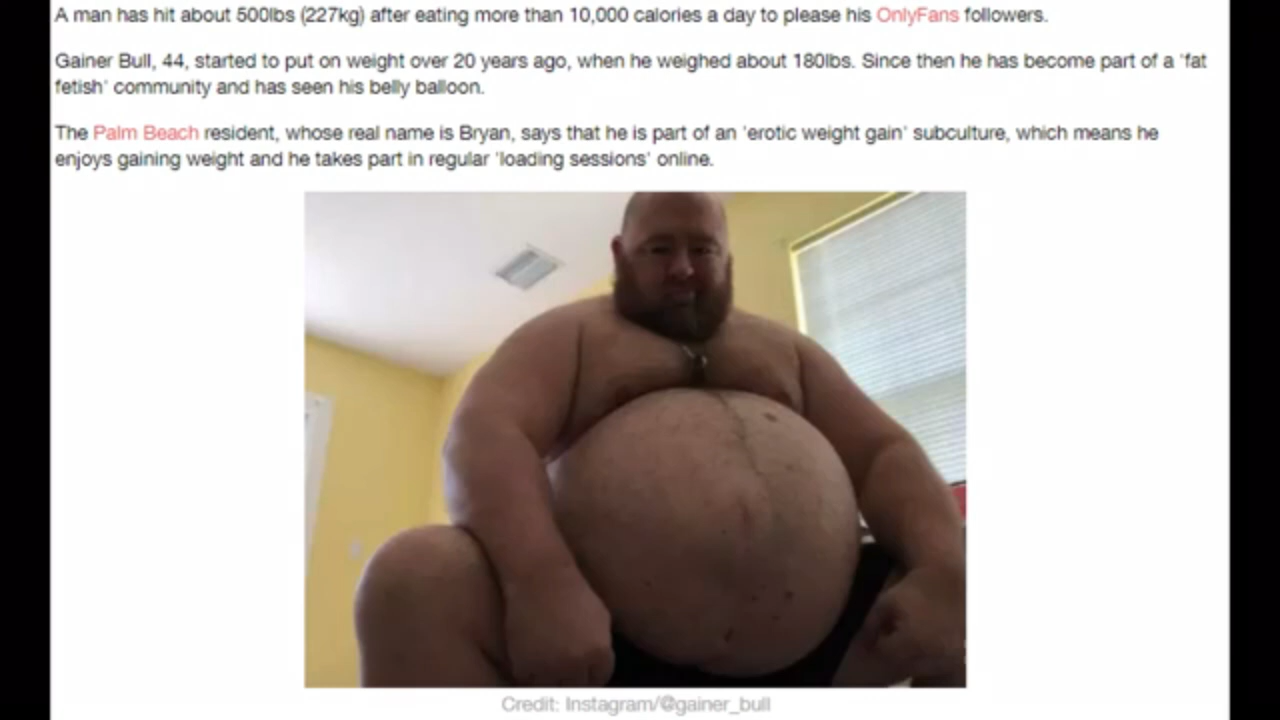 A man has hit about 500lbs (227kg) after eating more than 10,000 calories a day to please his OnlyFans followers.
Gainer Bull, 44, started to put on weight over 20 years ago, when he weighed about 180lbs. Since then he has become part of a 'fat
fetish' community and has seen his belly balloon.
The Palm Beach resident, whose real name is Bryan, says that he is part of an 'erotic weight gain' subculture, which means he
enjoys gaining weight and he takes part in regular 'loading sessions' online.
Credit: Instagram/@gainer_bull